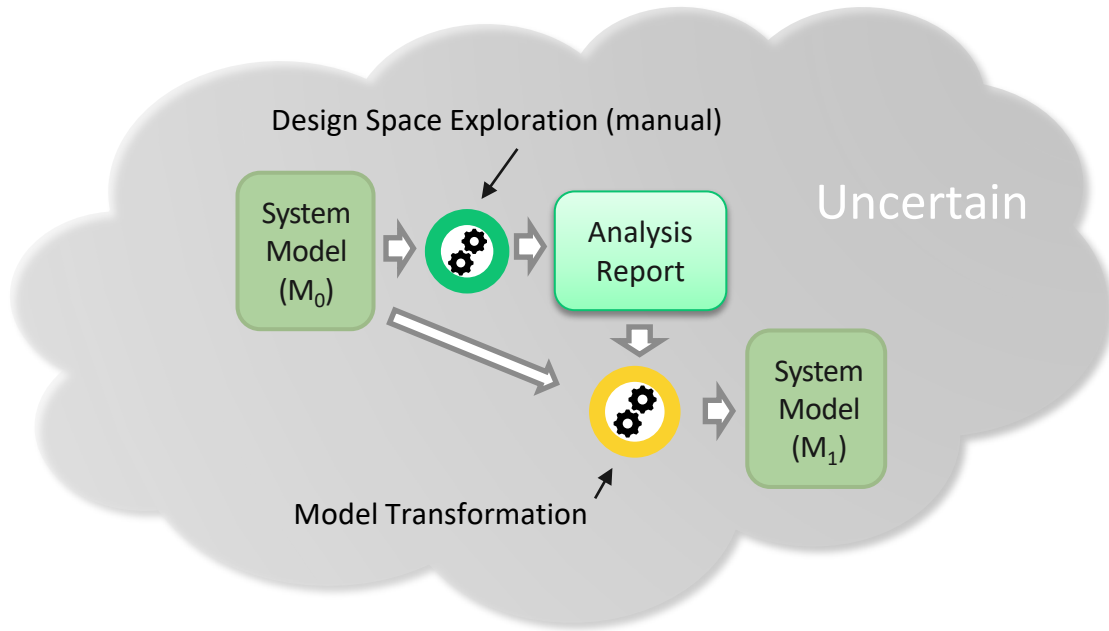 Design Space Exploration (manual)
System
Model
(M₀)
Analysis
Report
Uncertain
System
Model
(M₁)
Model Transformation